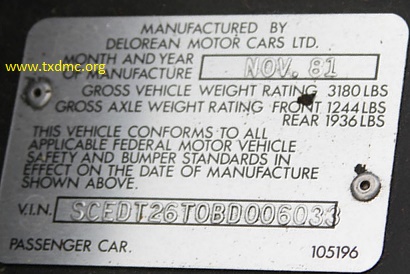 MANUFACTURED BY
DELOREAN MOTOR CARS LTD.
www.txdmc.org
MONTH AND YEAR
OF MANUFACTURE NOV. 81
GROSS VEHICLE WEIGHT RATING 3180 LBS
GROSS AXLE WEIGHT RATING FRONT 1244 LBS
REAR 1936 LBS
THIS VEHICLE CONFORMS TO ALL
APPLICABLE FEDERAL MOTOR VEHICLE
SAFETY AND BUMPER STANDARDS IN
EFFECT ON THE DATE OF MANUFACTURE
SHOWN ABOVE.
V.I.N. SCEDT26T0BD006033
PASSENGER CAR. 105196